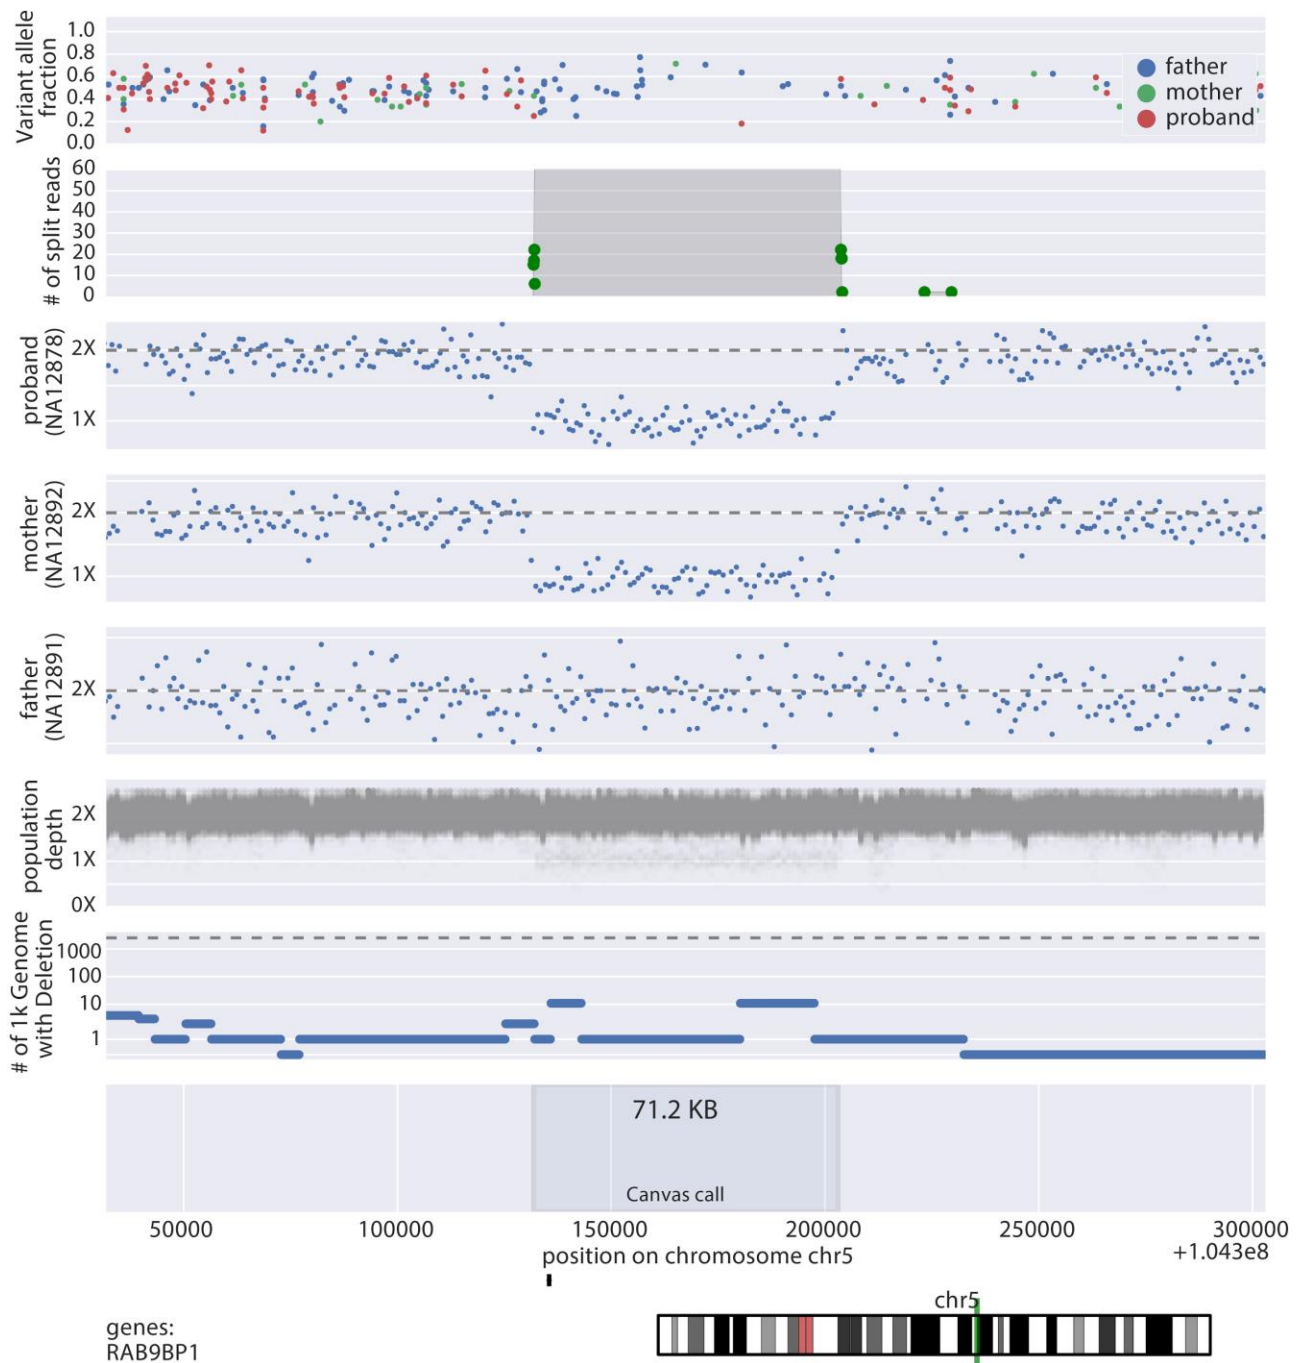 Variant allele
fraction
1.0
0.8
0.6
0.4
0.2
0.0
father
mother
proband
# of split reads
60
50
40
30
20
10
0
proband
(NA12878)
2X
1X
mother
(NA12892)
2X
1X
father
(NA12891)
2X
population
depth
2X
1X
0X
# of 1k Genome
with Deletion
1000
100
10
1
71.2 KB
Canvas call
50000 100000 150000 200000 250000 300000
position on chromosome chr5
+1.043e8
chr5
genes:
RAB9BP1